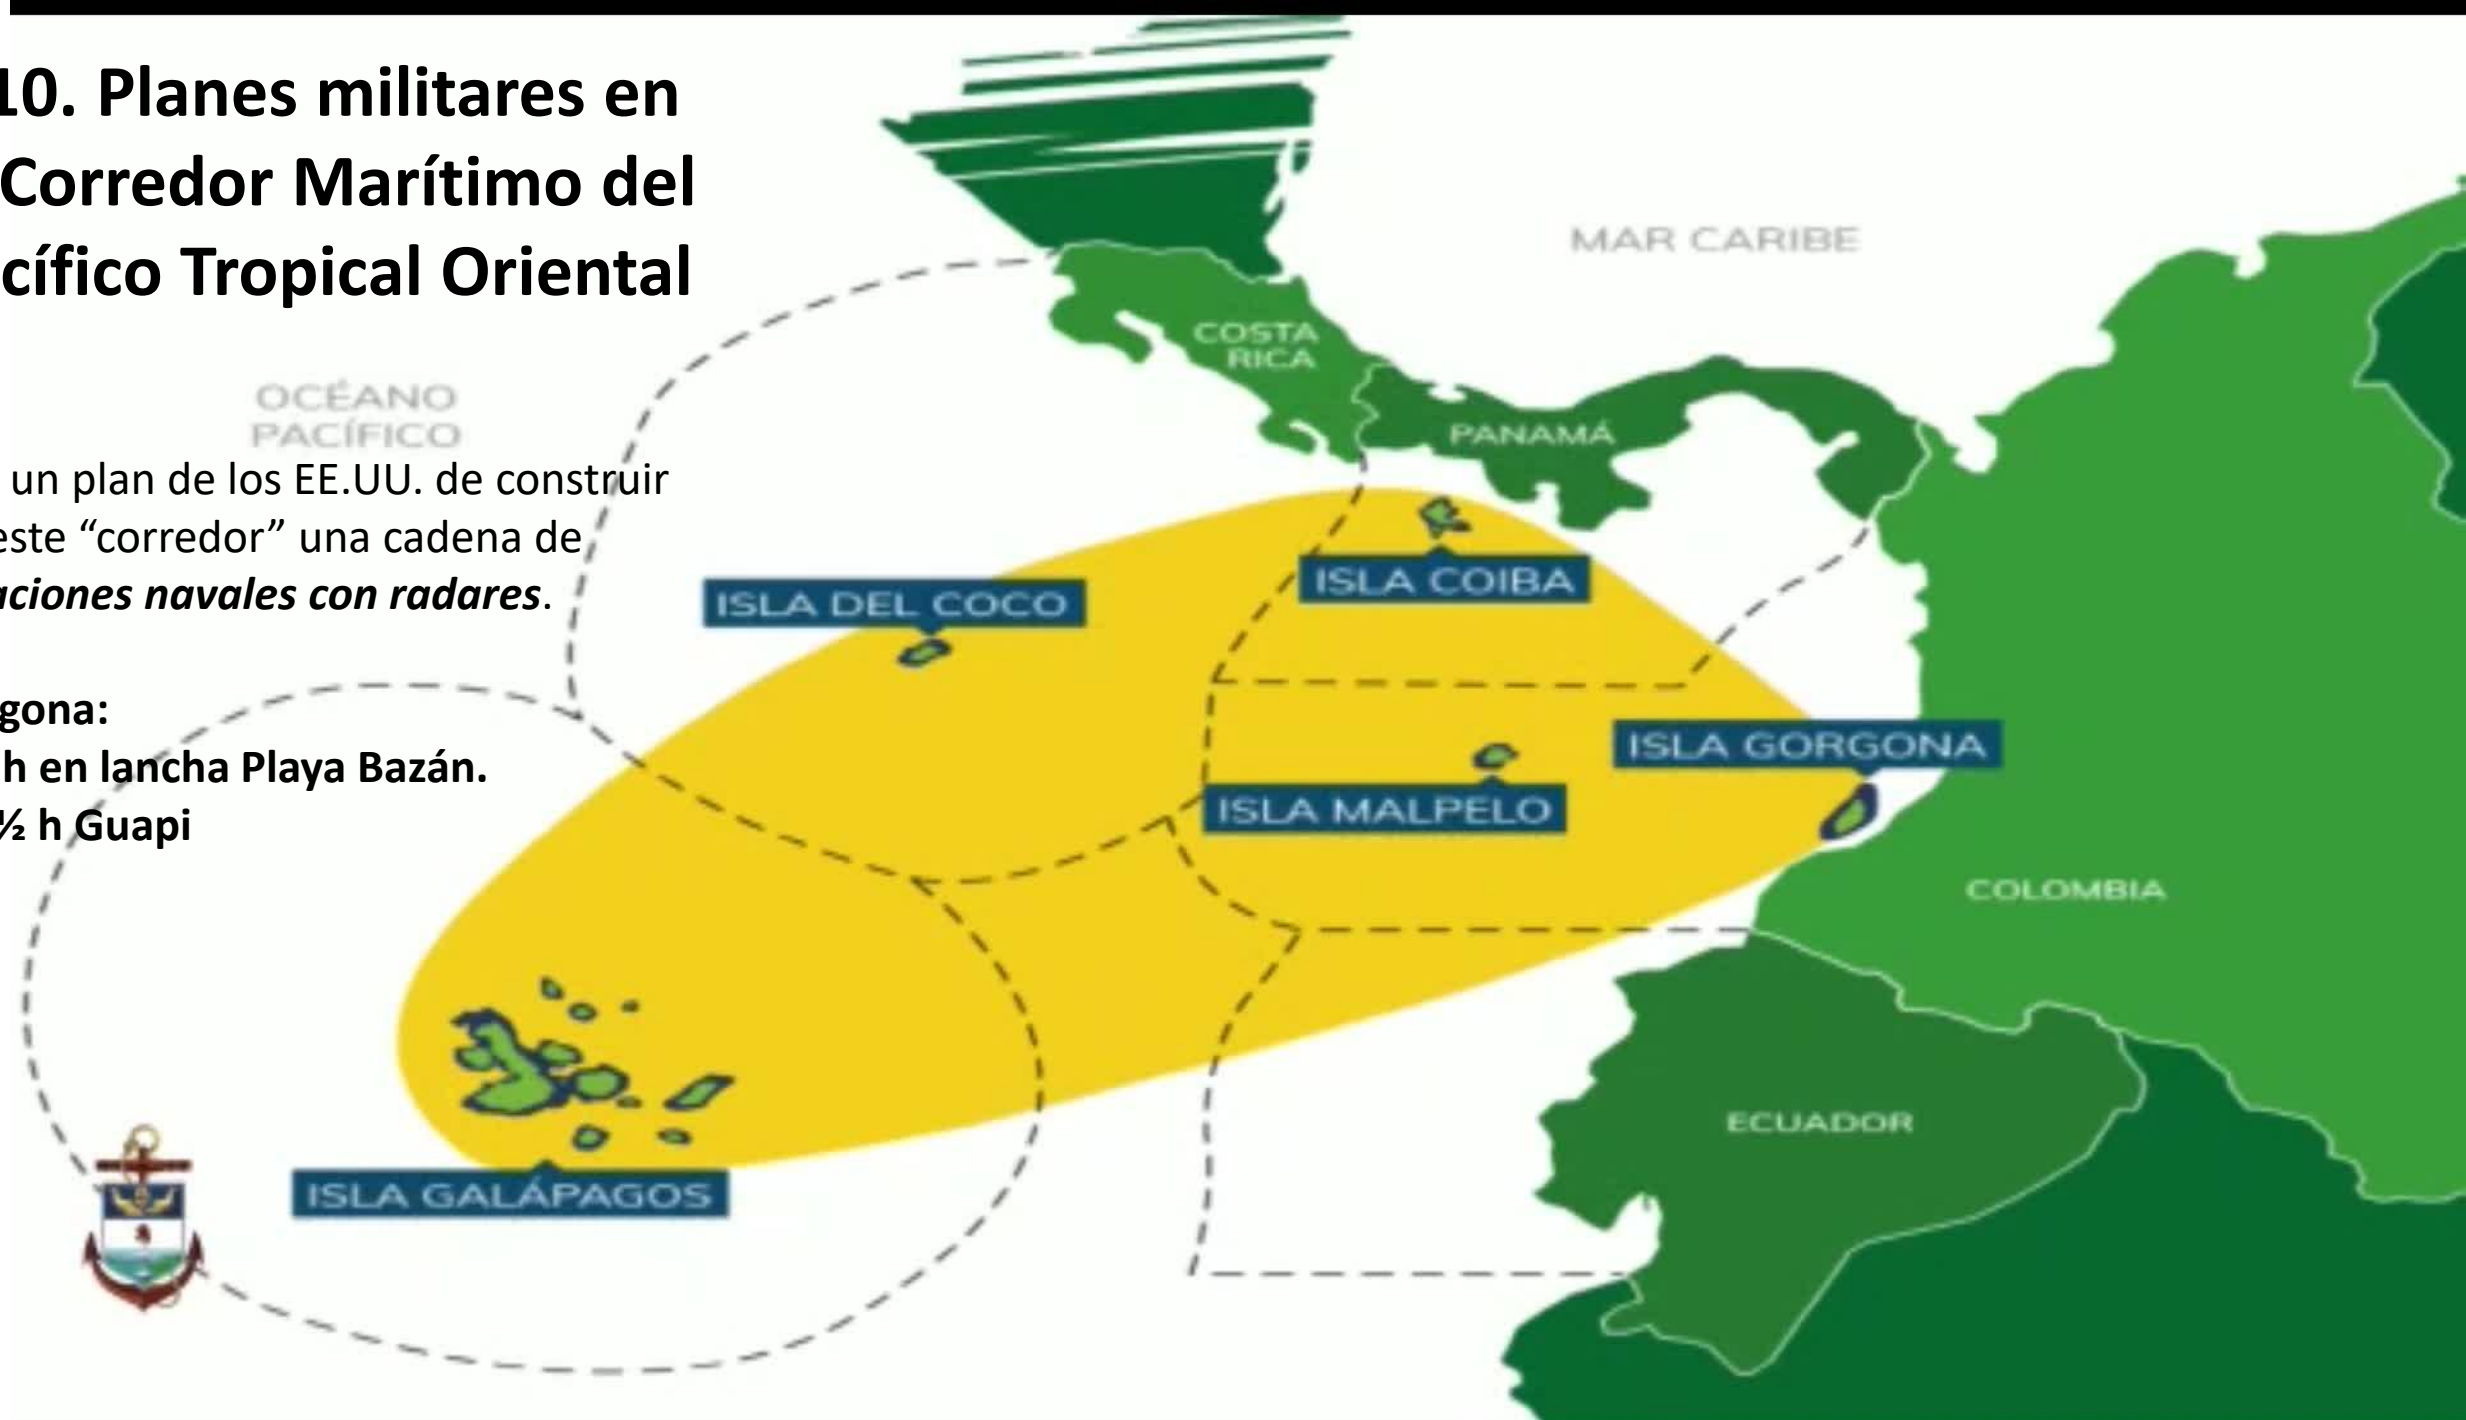 10. Planes militares en
Corredor Marítimo del
cífico Tropical Oriental
OCÉANO
PACÍFICO
un plan de los EE.UU. de construir
este “corredor” una cadena de
aciones navales con radares.
gona:
h en lancha Playa Bazán.
½ h Guapi
MAR CARIBE
COSTA
RICA
PANAMÁ
ISLA COIBA
ISLA DEL COCO
ISLA GORGONA
ISLA MALPELO
COLOMBIA
ECUADOR
ISLA GALÁPAGOS